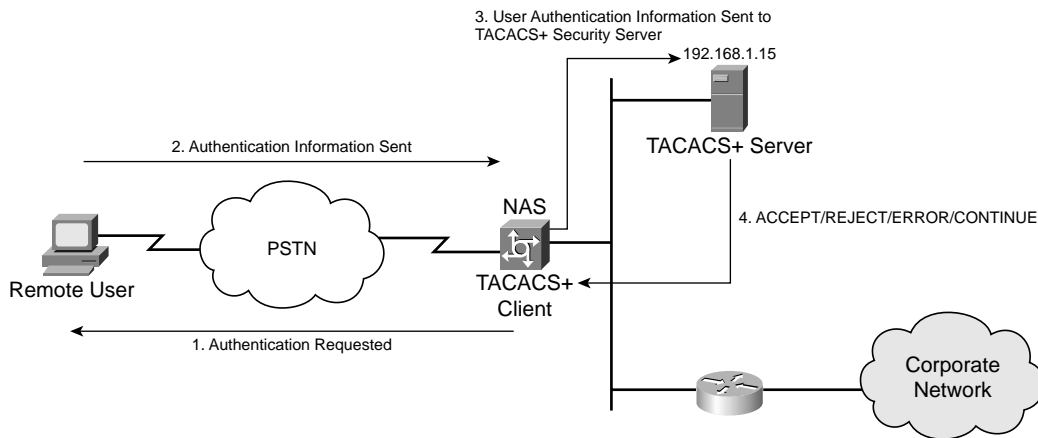 3. User Authentication Information Sent to
TACACS+ Security Server
192.168.1.15
TACACS+ Server
2. Authentication Information Sent
NAS
4. ACCEPT/REJECT/ERROR/CONTINUE
PSTN
Remote User
TACACS+
Client
1. Authentication Requested
Corporate
Network